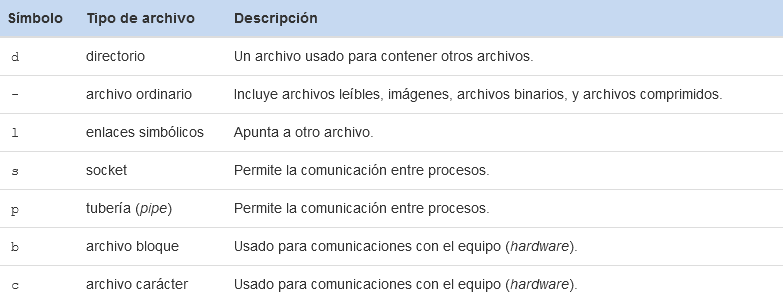 Símbolo Tipo de archivo Descripción
d directorio Un archivo usado para contener otros archivos.
- archivo ordinario Incluye archivos leíbles, imágenes, archivos binarios, y archivos comprimidos.
l enlaces simbólicos Apunta a otro archivo.
s socket Permite la comunicación entre procesos.
p tubería (pipe) Permite la comunicación entre procesos.
b archivo bloque Usado para comunicaciones con el equipo (hardware).
c archivo carácter Usado para comunicaciones con el equipo (hardware).